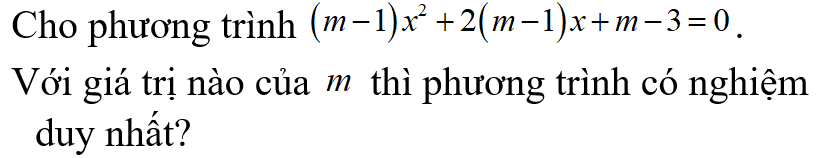 Cho phương trình (m−1)x²+2(m−1)x+m−3=0.
Với giá trị nào của m thì phương trình có nghiệm
duy nhất?